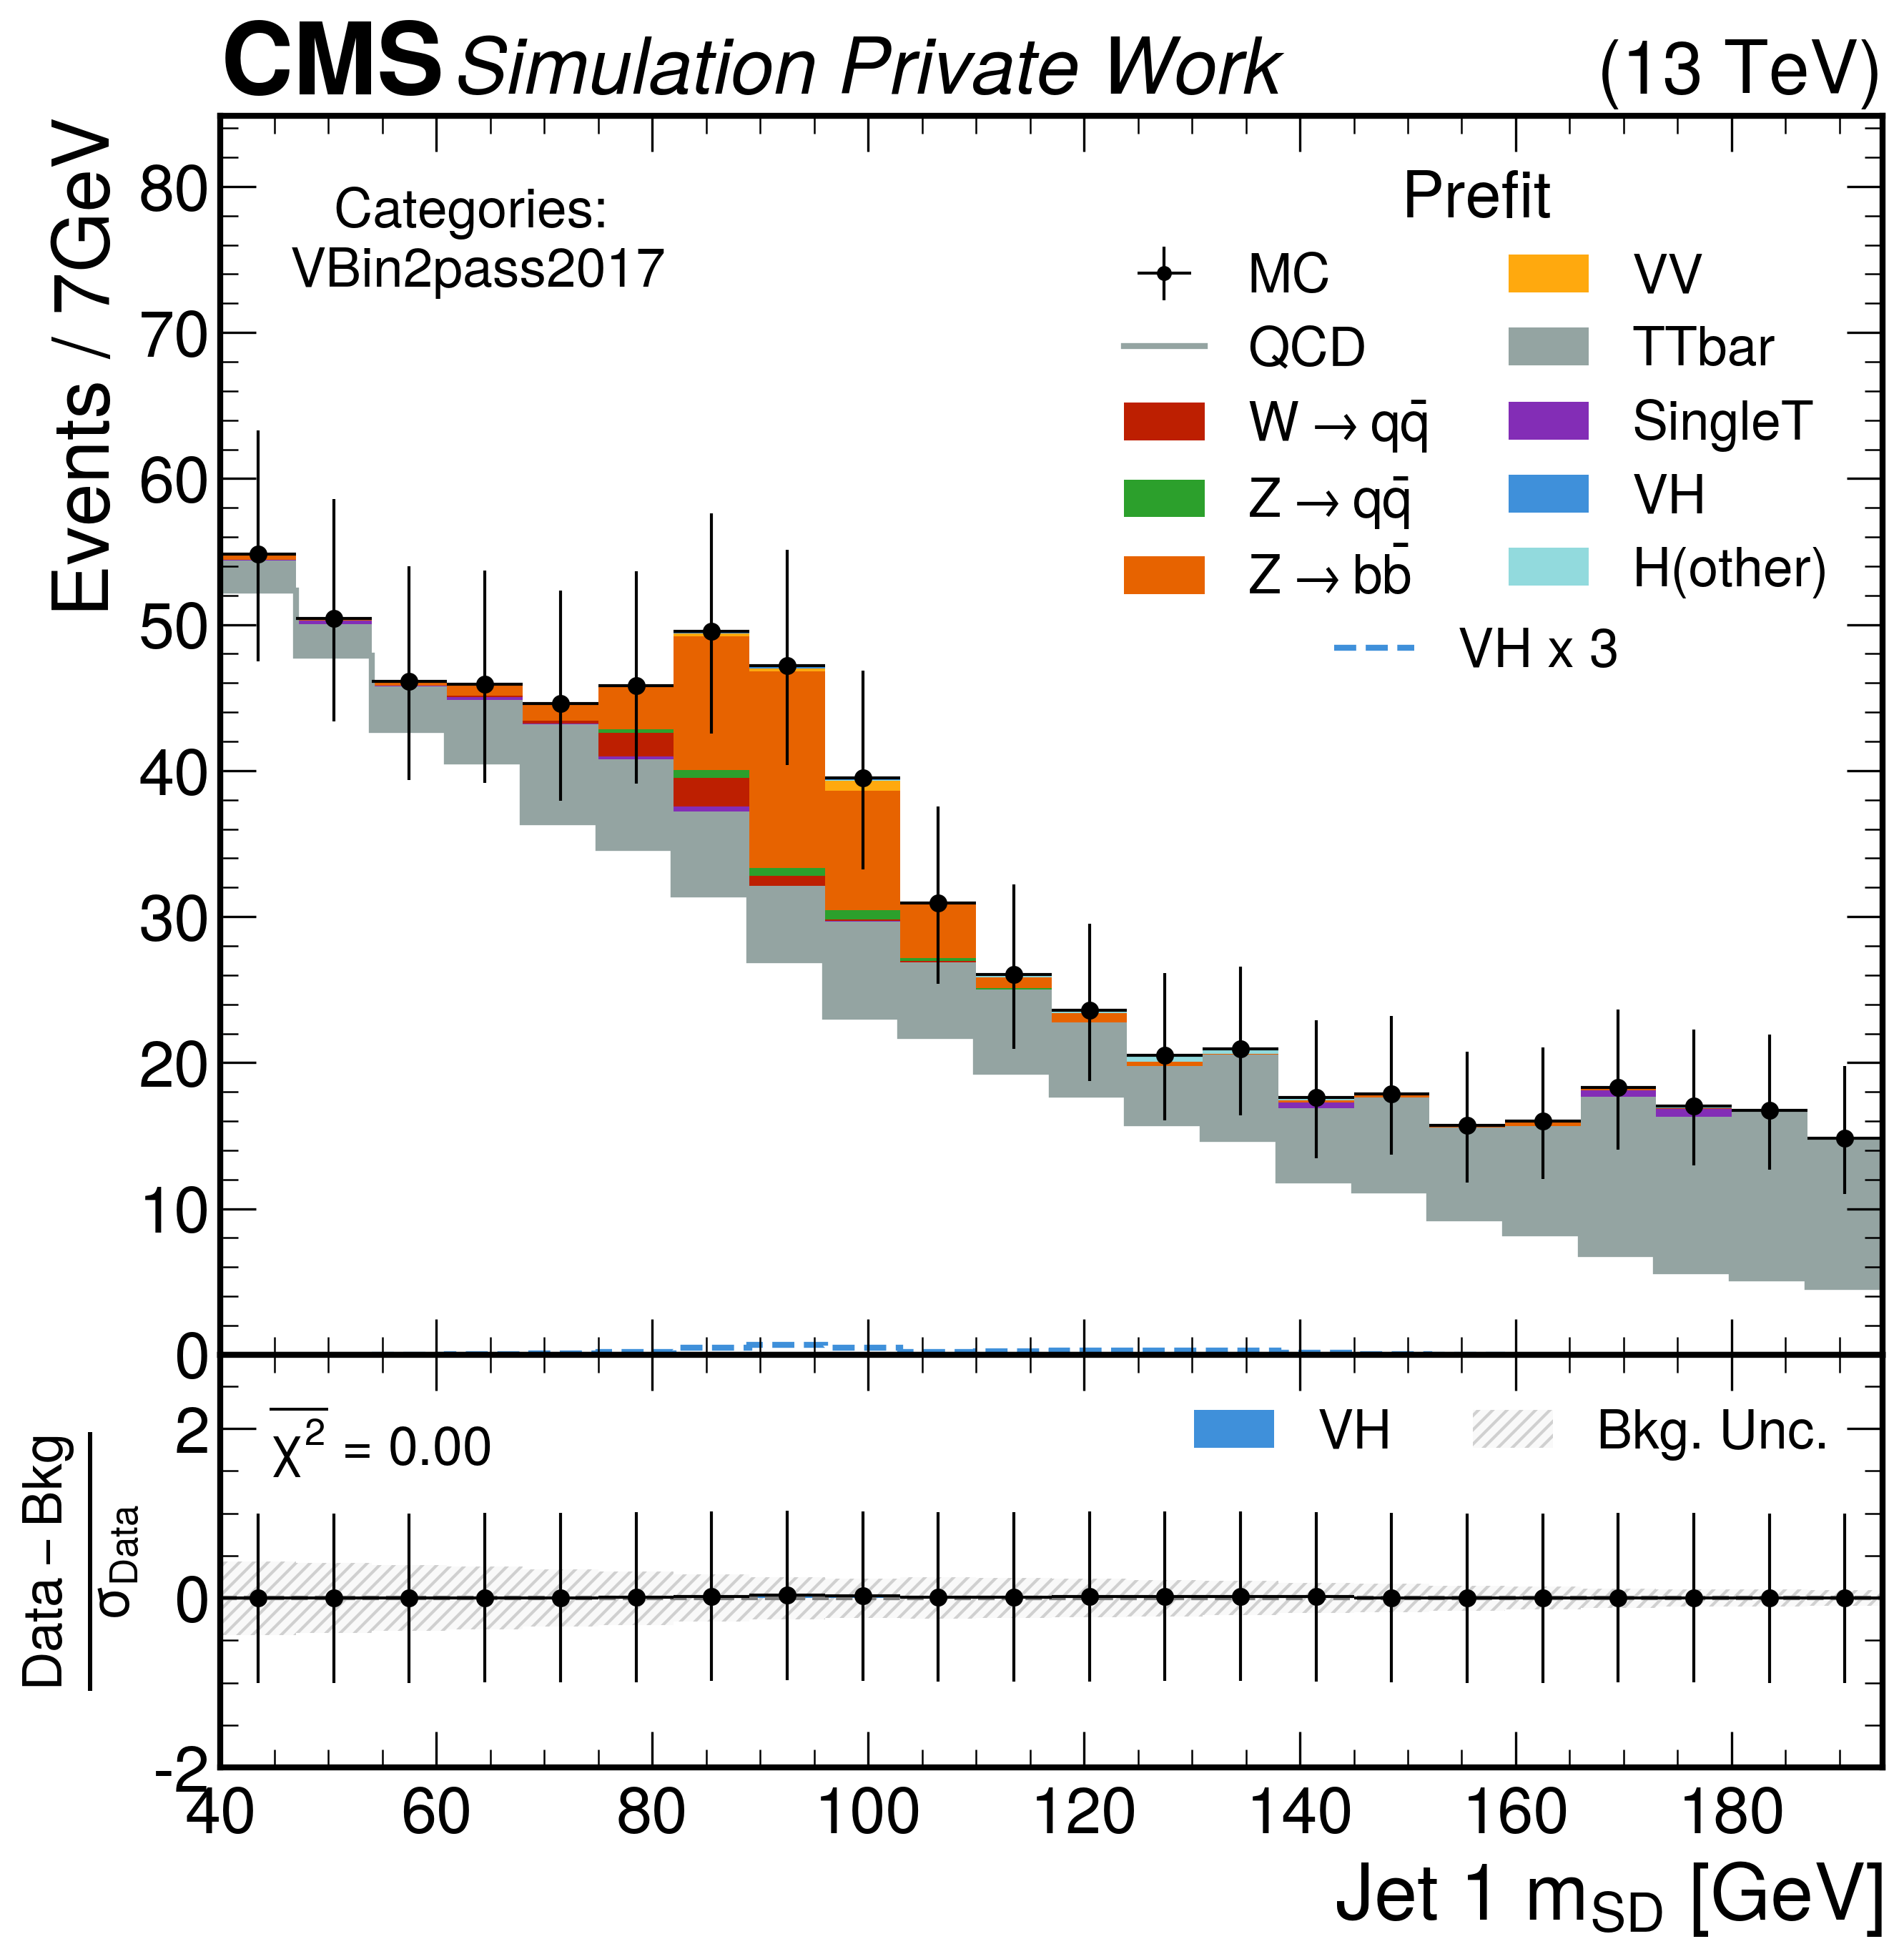 CMS Simulation Private Work (13 TeV)
Events / 7GeV
80
70
60
50
40
30
20
10
0
Categories:
VBin2pass2017
Prefit
MC
QCD
W → qq̄
Z → qq̄
Z → bb̄
VV
TTbar
SingleT
VH
H(other)
VH x 3
Data – Bkg
σData
2
0
-2
χ² = 0.00
VH
Bkg. Unc.
40 60 80 100 120 140 160 180
Jet 1 mSD [GeV]